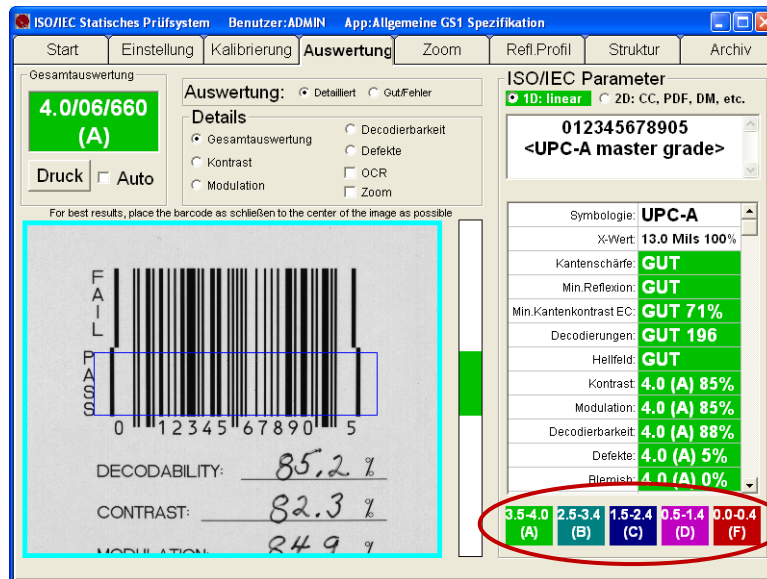 ISO/IEC Statisches Prüfsystem Benutzer:ADMIN App:Allgemeine GS1 Spezifikation
Start Einstellung Kalibrierung Auswertung Zoom Refl.Profil Struktur Archiv
Gesamtauswertung
4.0/06/660
(A)
Druck Auto
Auswertung: Detailliert Gut/Fehler
Details
Gesamtauswertung
Kontrast
Modulation
Decodierbarkeit
Defekte
OCR
Zoom
For best results, place the barcode as schließen to the center of the image as possible
FAIL
PASS
0 12345 67890 5
DECODABILITY: 85.2 %
CONTRAST: 82.3 %
MODULATION: 84.9 %
ISO/IEC Parameter
1D: linear 2D: CC, PDF, DM, etc.
012345678905
<UPC-A master grade>
Symbologie: UPC-A
X-Wert: 13.0 Mils 100%
Kantenschärfe: GUT
Min.Reflexion: GUT
Min.Kantenkontrast EC: GUT 71%
Decodierungen: GUT 196
Hellfeld: GUT
Kontrast: 4.0 (A) 85%
Modulation: 4.0 (A) 85%
Decodierbarkeit: 4.0 (A) 88%
Defekte: 4.0 (A) 5%
Blemish: 4.0 (A) 0%
3.5-4.0 2.5-3.4 1.5-2.4 0.5-1.4 0.0-0.4
(A) (B) (C) (D) (F)